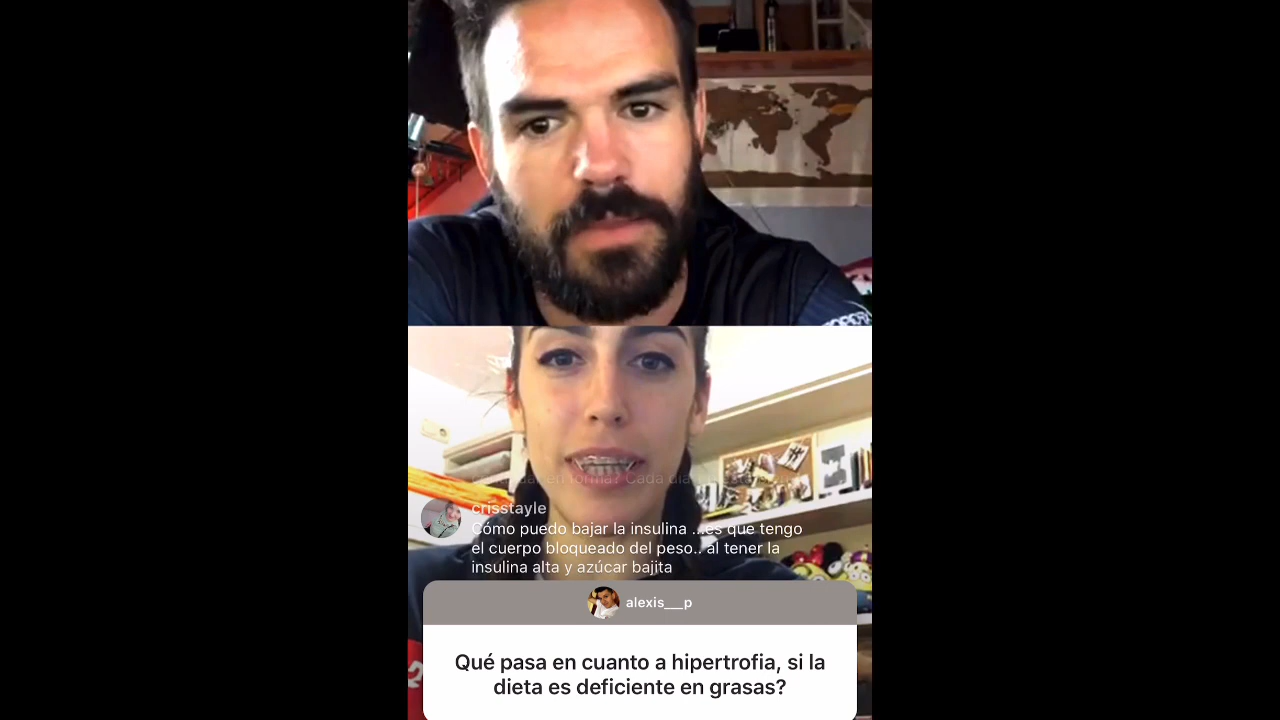 crisstayle
Cómo puedo bajar la insulina ...es que tengo
el cuerpo bloqueado del peso.. al tener la
insulina alta y azúcar bajita
alexis___p
Qué pasa en cuanto a hipertrofia, si la
dieta es deficiente en grasas?